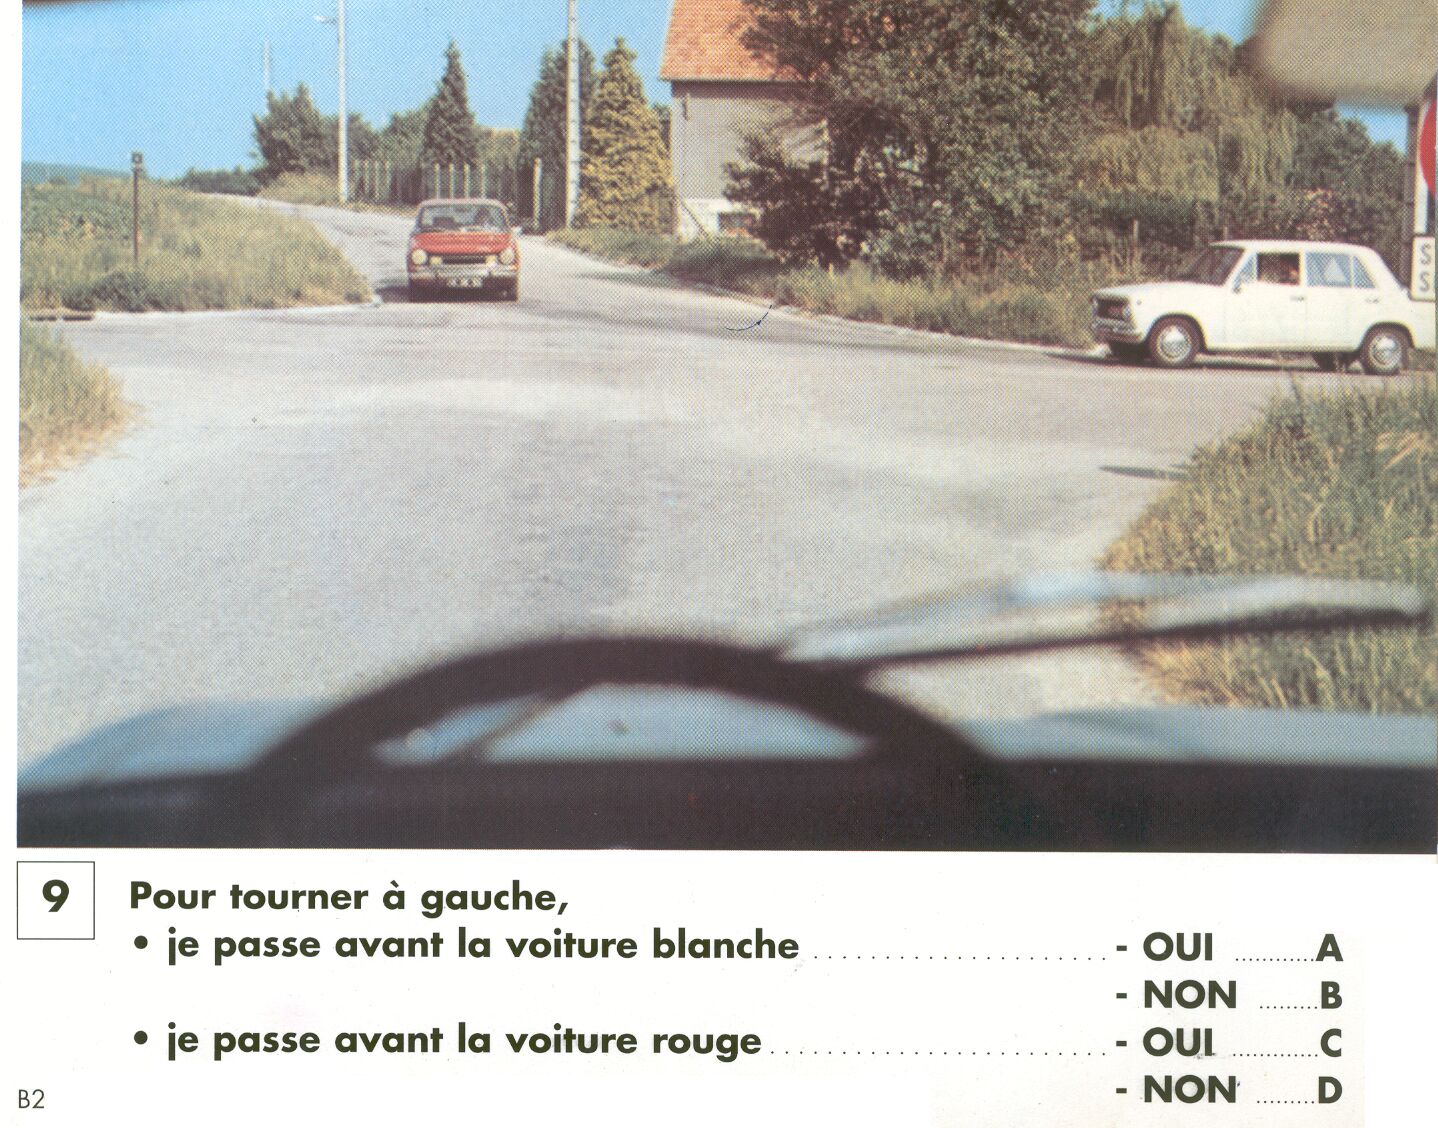 S
S
9 Pour tourner à gauche,
• je passe avant la voiture blanche ..................... - OUI ............A
- NON .........B
• je passe avant la voiture rouge ........................ - OUI .............C
- NON .........D
B2